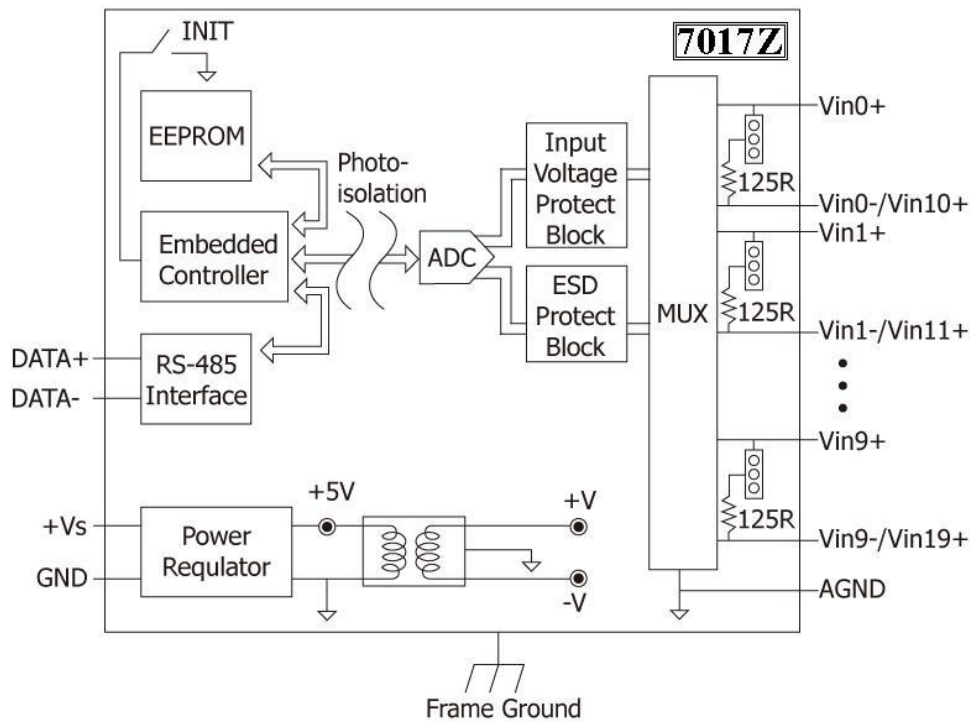 INIT
7017Z
EEPROM
Photo-
isolation
Input
Voltage
Protect
Block
Vin0+
125R
Vin0-/Vin10+
Vin1+
Embedded
Controller
ADC
ESD
Protect
Block
MUX
125R
Vin1-/Vin11+
DATA+
DATA-
RS-485
Interface
Vin9+
125R
Vin9-/Vin19+
+Vs
GND
Power
Requlator
+5V
+V
-V
AGND
Frame Ground